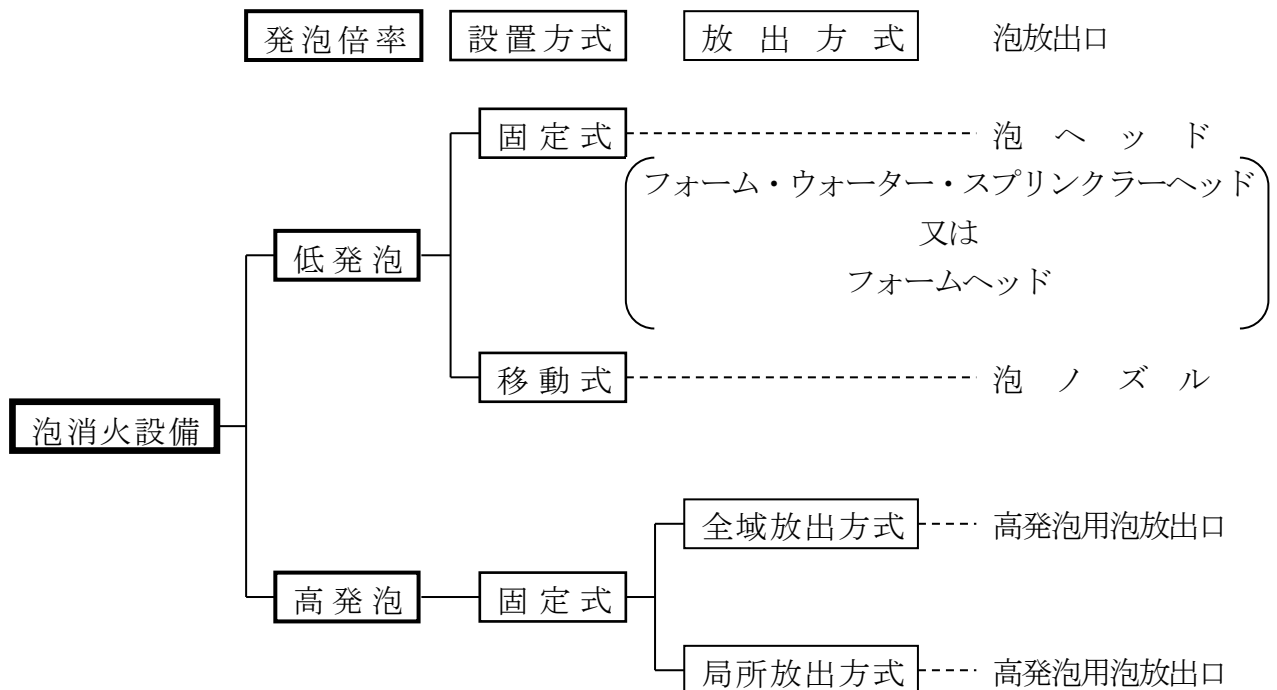 発泡倍率 設置方式 放出方式 泡放出口
固定式 泡ヘッド
フォーム・ウォーター・スプリンクラーヘッド
又は
フォームヘッド
低発泡
移動式 泡ノズル
泡消火設備
全域放出方式 高発泡用泡放出口
高発泡 固定式
局所放出方式 高発泡用泡放出口